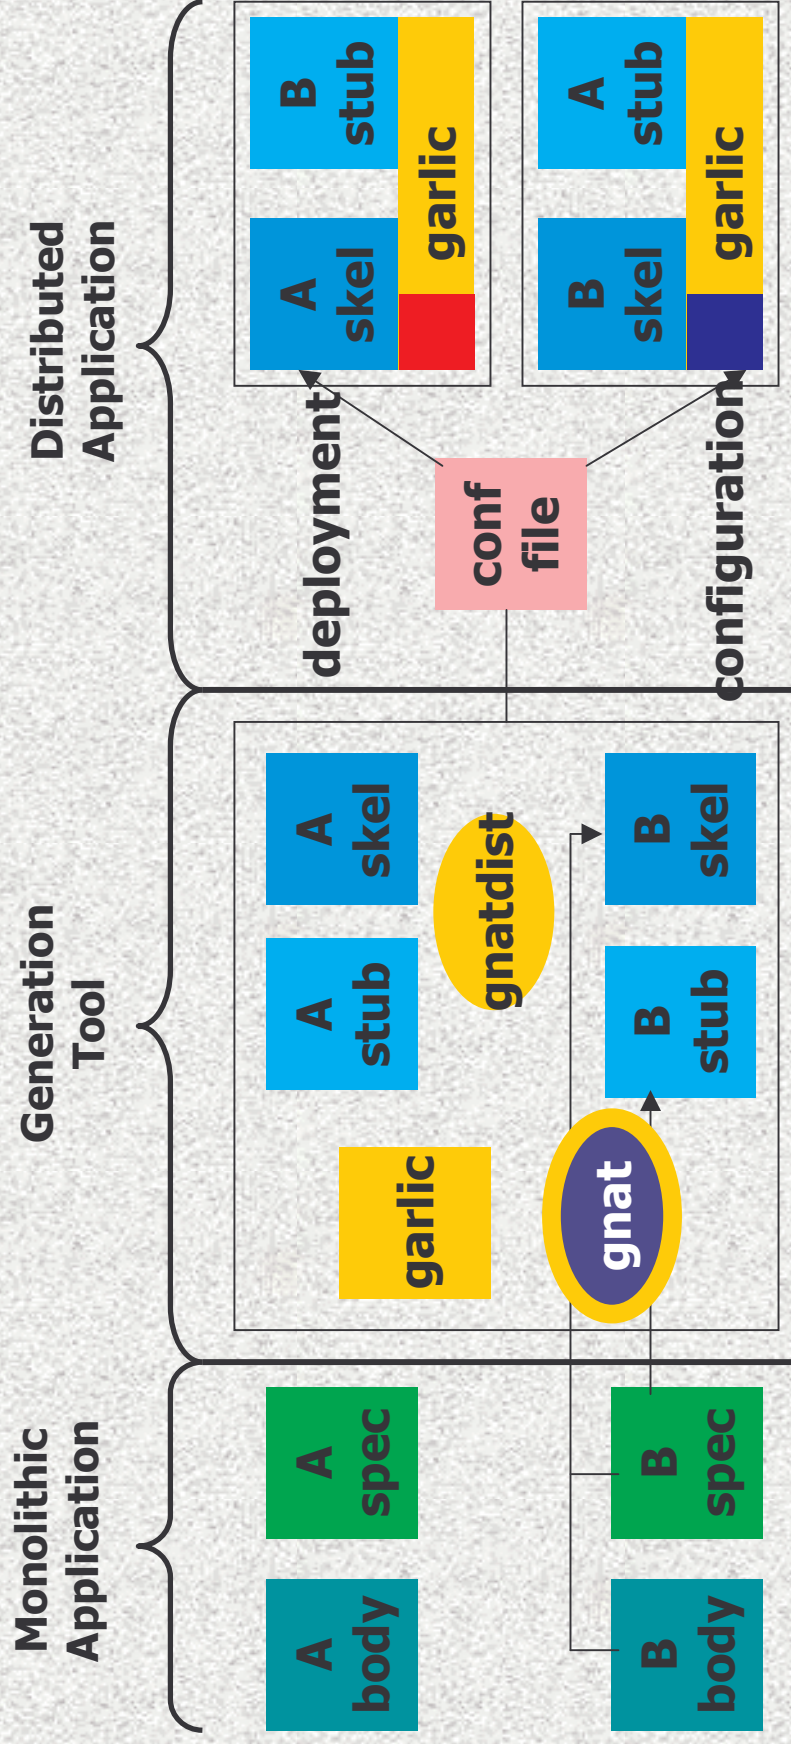 Monolithic
Application
Generation
Tool
Distributed
Application
A
body
A
spec
garlic
A
stub
A
skel
gnatdist
B
body
B
spec
gnat
B
stub
B
skel
deployment
conf
file
configuration
A
skel
B
stub
garlic
B
skel
A
stub
garlic